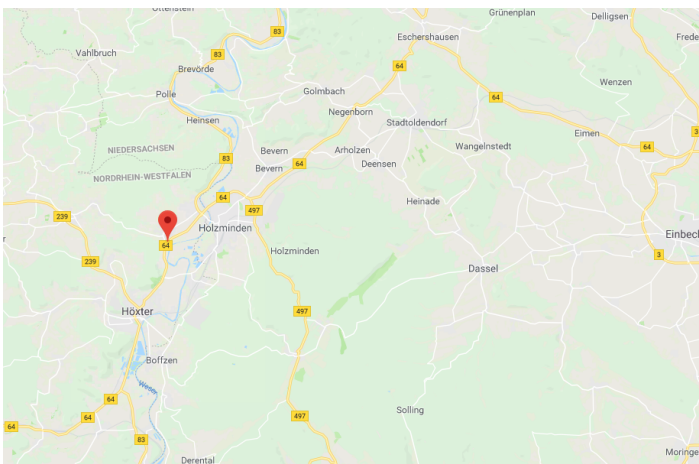 Ottenstein
Grünenplan
Delligsen
83
Eschershausen
Frede
Vahlbruch
83
Brevörde
64
Wenzen
Polle
Golmbach
64
Negenborn
Heinsen
Stadtoldendorf
Eimen
3
NIEDERSACHSEN
Bevern
Arholzen
Wangelnstedt
64
83
Bevern
64
Deensen
NORDRHEIN-WESTFALEN
64
Heinade
239
497
Holzminden
Einbeck
64
Holzminden
3
239
Dassel
Höxter
497
Boffzen
Weser
64
Solling
64
497
64
83
Moringe
Derental